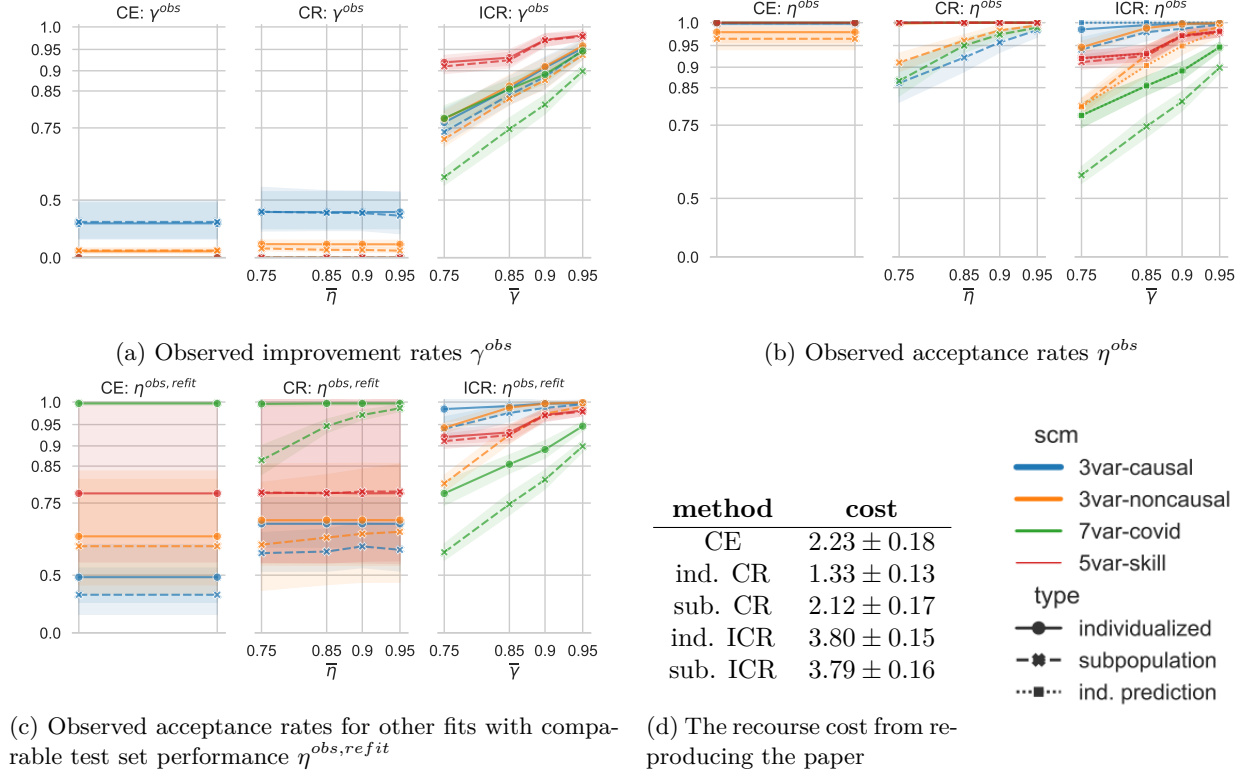 CE: γ^obs
CR: γ^obs
ICR: γ^obs
1.0
0.95
0.9
0.85
0.75
0.5
0.0
0.75 0.85 0.9 0.95
η̅
0.75 0.85 0.9 0.95
γ̅
(a) Observed improvement rates γ^obs
CE: η^obs
CR: η^obs
ICR: η^obs
1.0
0.95
0.9
0.85
0.75
0.5
0.0
0.75 0.85 0.9 0.95
η̅
0.75 0.85 0.9 0.95
γ̅
(b) Observed acceptance rates η^obs
CE: η^obs,refit
CR: η^obs,refit
ICR: η^obs,refit
1.0
0.95
0.9
0.85
0.75
0.5
0.0
0.75 0.85 0.9 0.95
η̅
0.75 0.85 0.9 0.95
γ̅
(c) Observed acceptance rates for other fits with compa-
rable test set performance η^obs,refit
method cost
CE 2.23 ± 0.18
ind. CR 1.33 ± 0.13
sub. CR 2.12 ± 0.17
ind. ICR 3.80 ± 0.15
sub. ICR 3.79 ± 0.16
(d) The recourse cost from re-
producing the paper
scm
3var-causal
3var-noncausal
7var-covid
5var-skill
type
individualized
subpopulation
ind. prediction